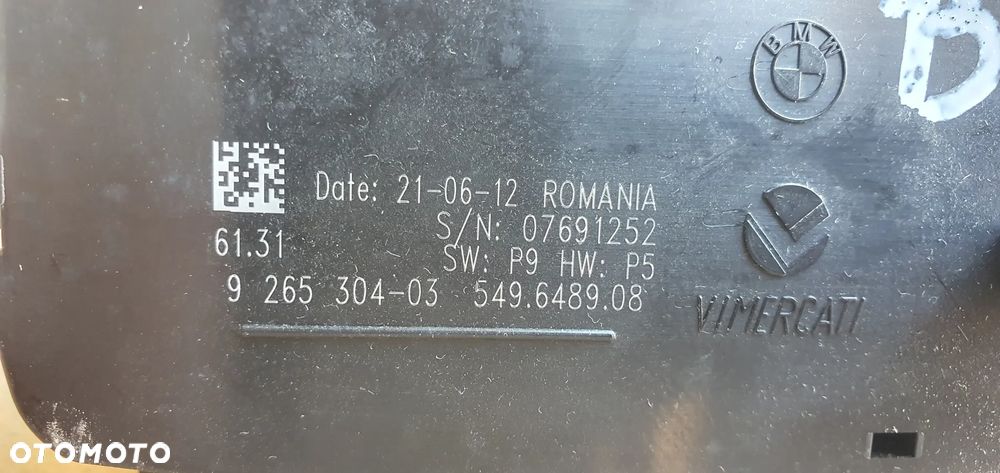 BMW
B
Date: 21-06-12 ROMANIA
S/N: 07691252
61.31
SW: P9 HW: P5
9 265 304-03 549.6489.08
VIMERCATI
OTOMOTO